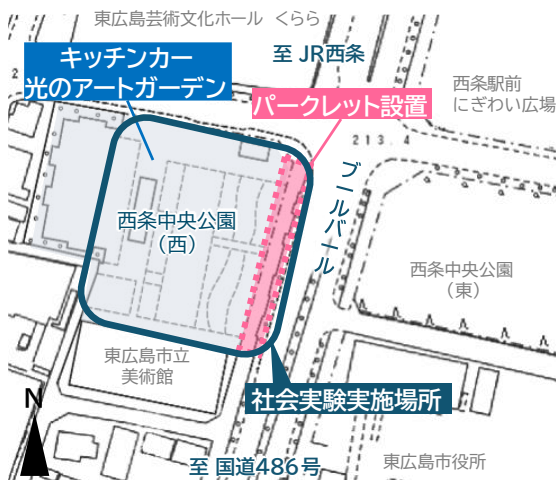 東広島芸術文化ホール くらら
キッチンカー
光のアートガーデン
至 JR西条
西条駅前
にぎわい広場
パークレット設置
213.4
ブールバール
西条中央公園
（西）
西条中央公園
（東）
東広島市立
美術館
社会実験実施場所
N
至 国道486号
東広島市役所